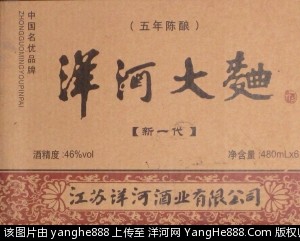 中国名优品牌
ZHONGGUOMINGYOUPINPAI
(五年陈酿)
洋河大麯
【新一代】
酒精度:46%vol
净含量:480mLx6
江苏洋河酒业有限公司
该图片由 yanghe888 上传至 洋河网 YangHe888.Com 版权